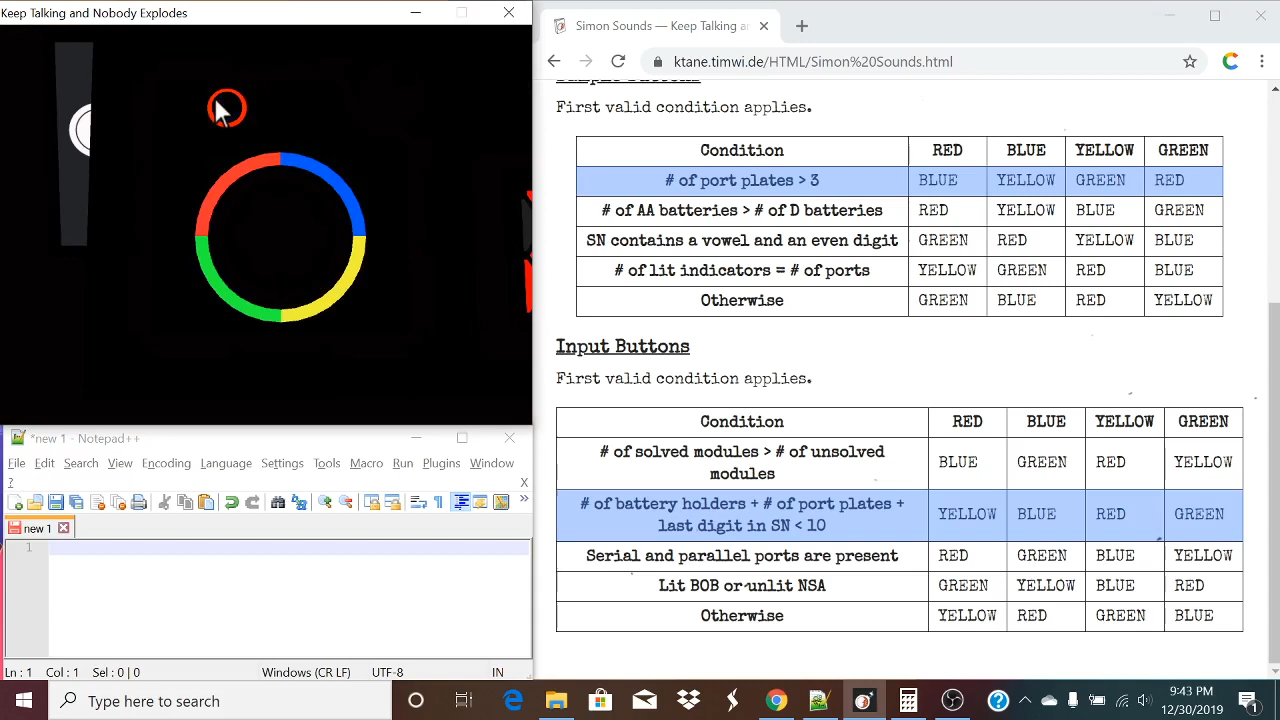 Keep Talking and Nobody Explodes
Simon Sounds — Keep Talking an
ktane.timwi.de/HTML/Simon%20Sounds.html
First valid condition applies.
Condition RED BLUE YELLOW GREEN
# of port plates > 3 BLUE YELLOW GREEN RED
# of AA batteries > # of D batteries RED YELLOW BLUE GREEN
SN contains a vowel and an even digit GREEN RED YELLOW BLUE
# of lit indicators = # of ports YELLOW GREEN RED BLUE
Otherwise GREEN BLUE RED YELLOW
Input Buttons
First valid condition applies.
Condition RED BLUE YELLOW GREEN
# of solved modules > # of unsolved
modules BLUE GREEN RED YELLOW
# of battery holders + # of port plates +
last digit in SN < 10 YELLOW BLUE RED GREEN
Serial and parallel ports are present RED GREEN BLUE YELLOW
Lit BOB or unlit NSA GREEN YELLOW BLUE RED
Otherwise YELLOW RED GREEN BLUE
*new 1 - Notepad++
File Edit Search View Encoding Language Settings Tools Macro Run Plugins Window
? X
new 1
1
Ln : 1 Col : 1 Sel : 0 | 0 Windows (CR LF) UTF-8 IN
Type here to search
9:43 PM
12/30/2019
1